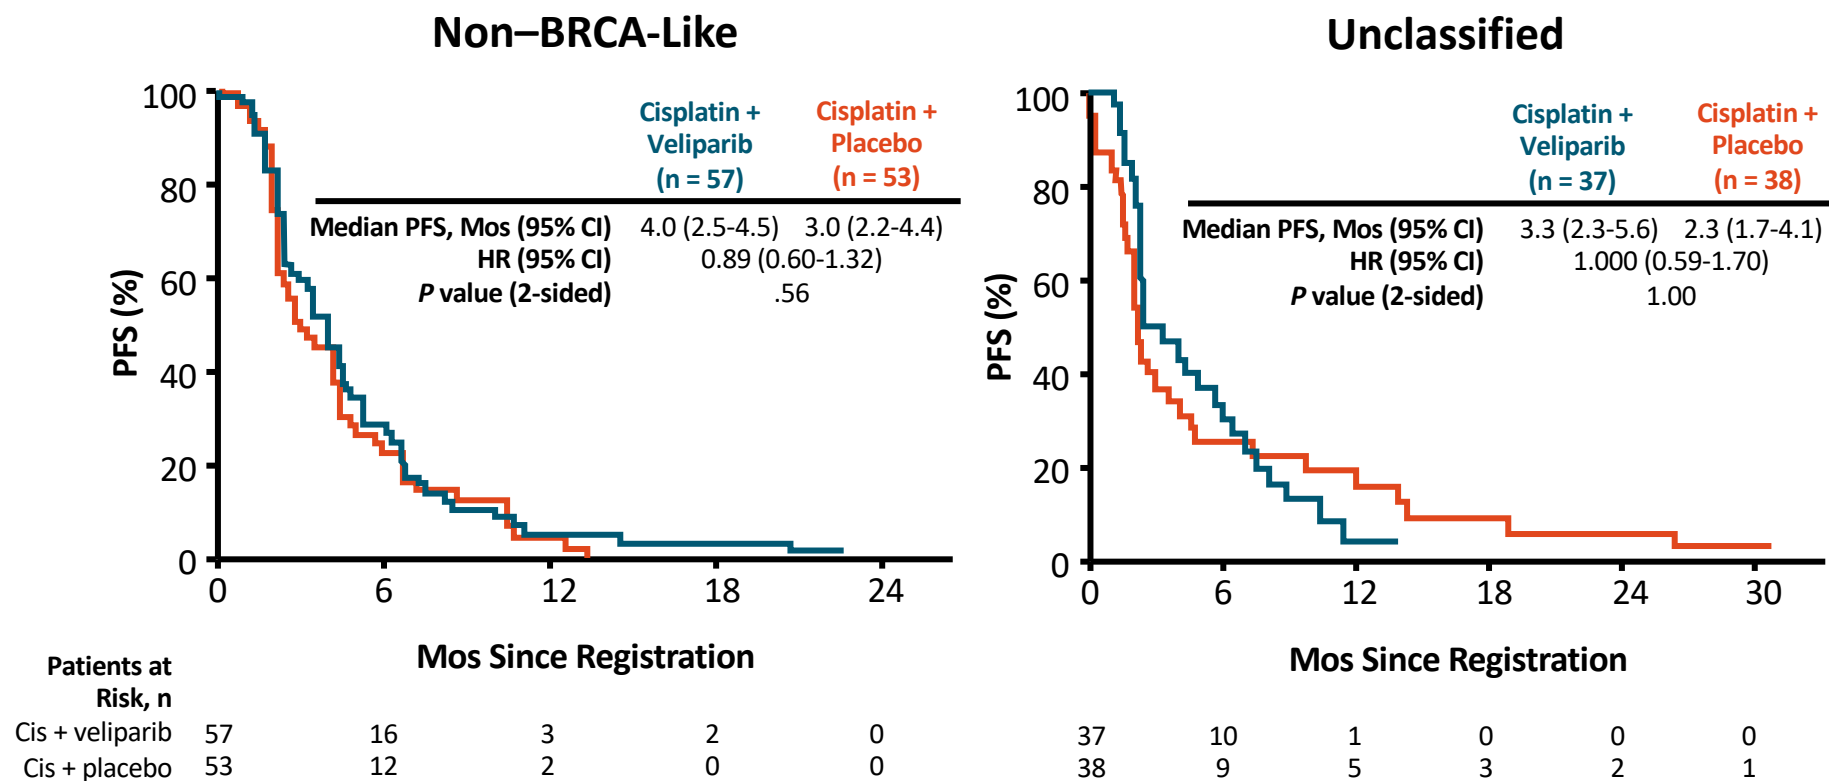 Non–BRCA-Like
Cisplatin + Veliparib (n = 57)
Cisplatin + Placebo (n = 53)
Median PFS, Mos (95% CI) 4.0 (2.5-4.5) 3.0 (2.2-4.4)
HR (95% CI) 0.89 (0.60-1.32)
P value (2-sided) .56
PFS (%)
100
80
60
40
20
0
0 6 12 18 24
Mos Since Registration
Unclassified
Cisplatin + Veliparib (n = 37)
Cisplatin + Placebo (n = 38)
Median PFS, Mos (95% CI) 3.3 (2.3-5.6) 2.3 (1.7-4.1)
HR (95% CI) 1.000 (0.59-1.70)
P value (2-sided) 1.00
PFS (%)
100
80
60
40
20
0
0 6 12 18 24 30
Mos Since Registration
Patients at
Risk, n
Cis + veliparib 57 16 3 2 0 37 10 1 0 0 0
Cis + placebo 53 12 2 0 0 38 9 5 3 2 1